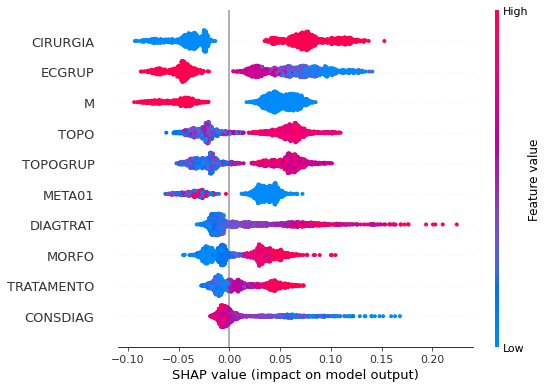 High
CIRURGIA
ECGRUP
M
TOPO
TOPOGRUP
META01
DIAGTRAT
MORFO
TRATAMENTO
CONSDIAG
Feature value
Low
−0.10 −0.05 0.00 0.05 0.10 0.15 0.20
SHAP value (impact on model output)